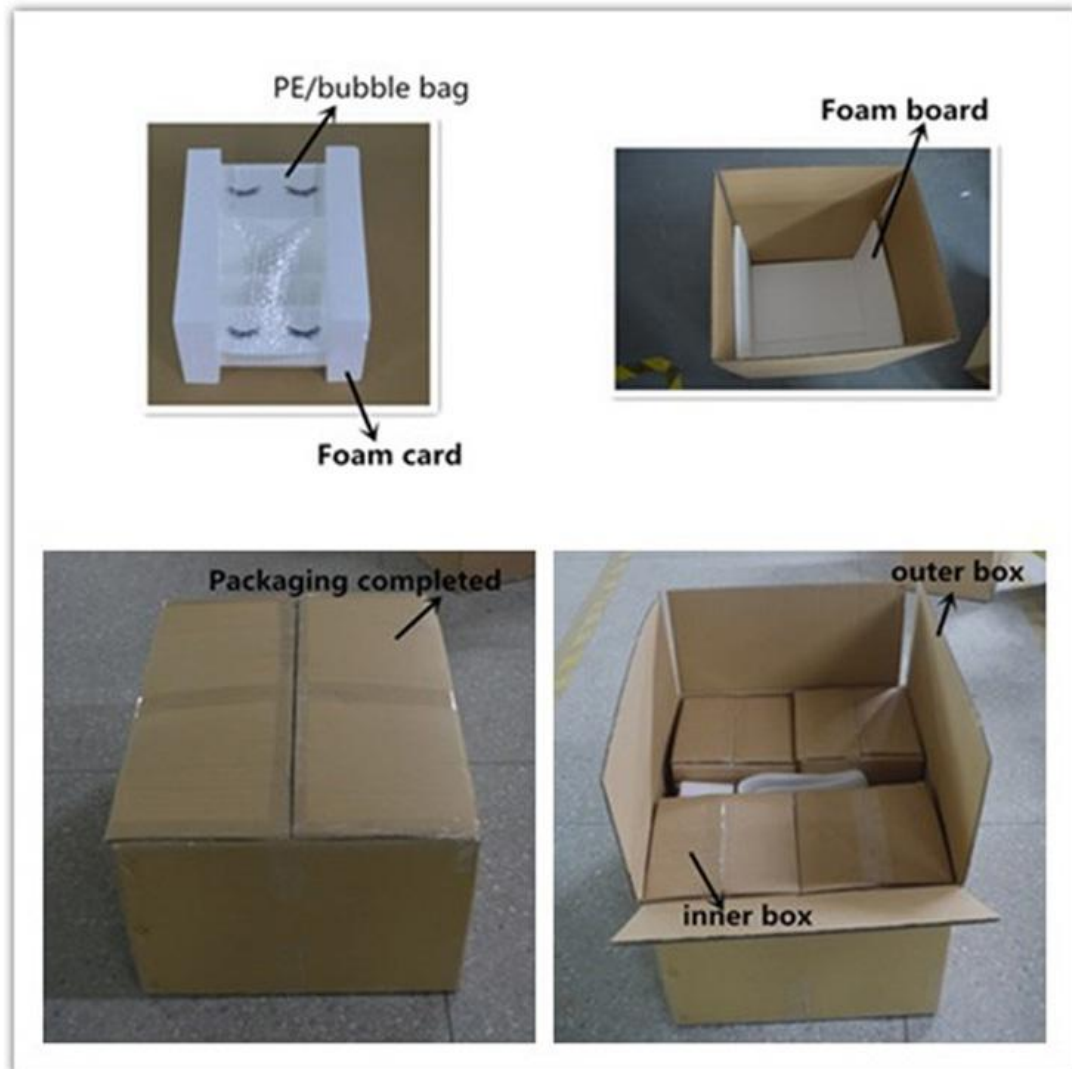 PE/bubble bag
Foam board
Foam card
Packaging completed
outer box
inner box